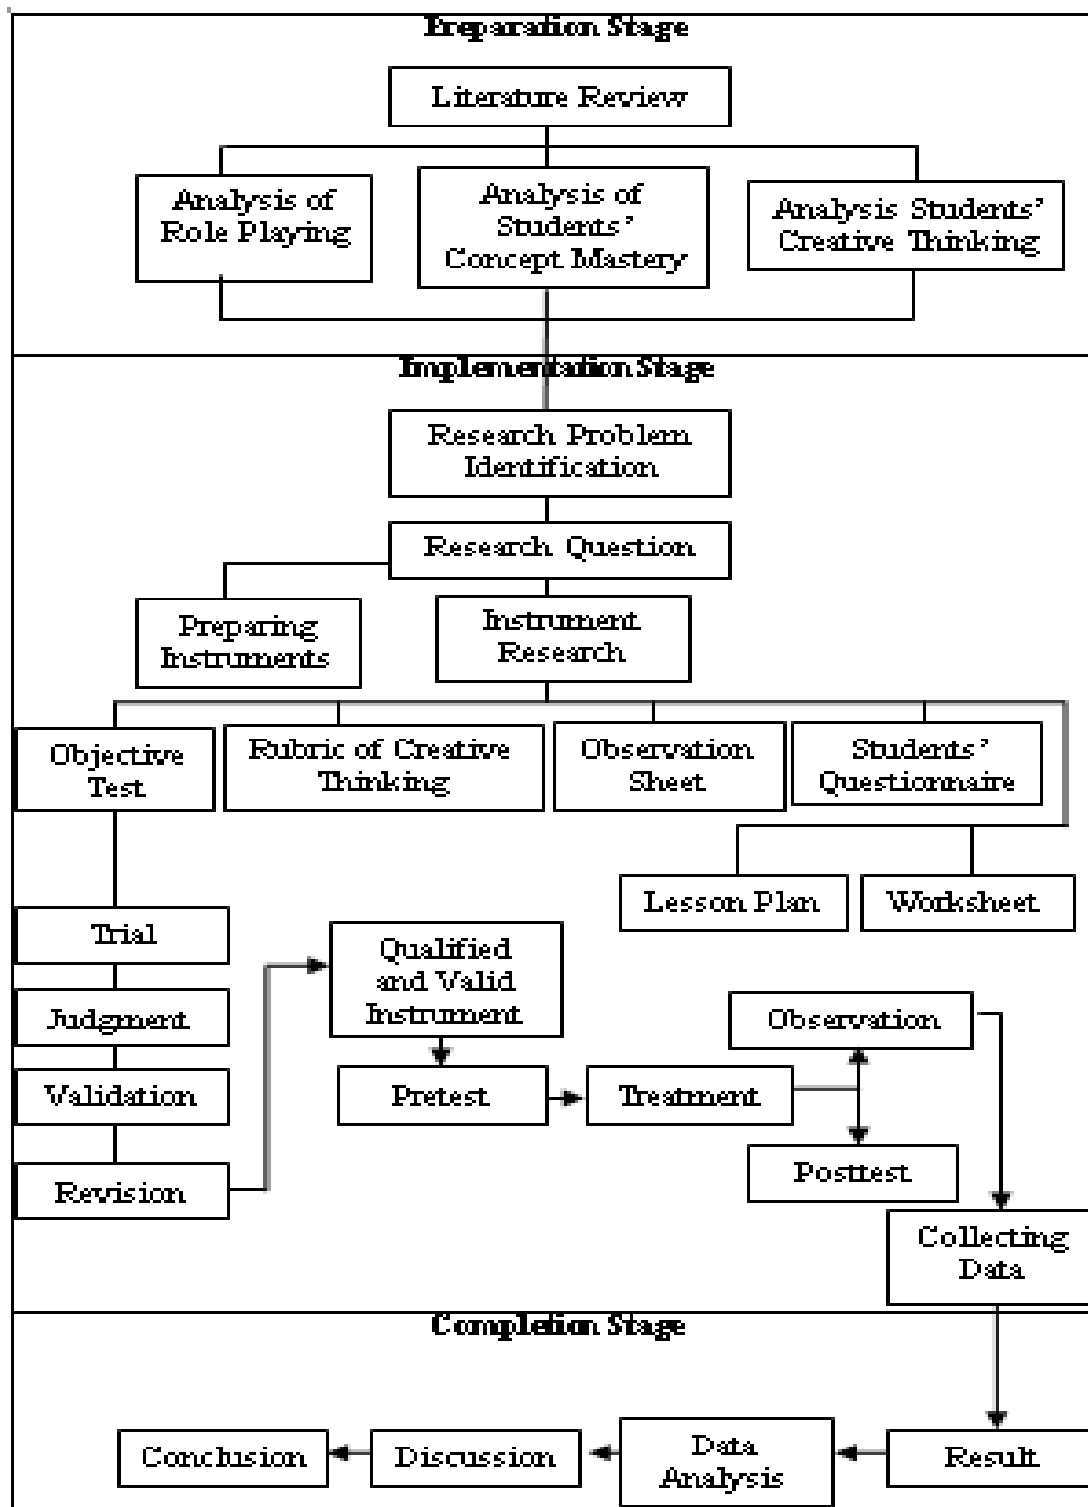 Preparation Stage
Literature Review
Analysis of
Role Playing
Analysis of
Students'
Concept Mastery
Analysis Students'
Creative Thinking
Implementation Stage
Research Problem
Identification
Research Question
Preparing
Instruments
Instrument
Research
Objective
Test
Rubric of Creative
Thinking
Observation
Sheet
Students'
Questionnaire
Lesson Plan
Worksheet
Trial
Judgment
Validation
Revision
Qualified
and Valid
Instrument
Pretest
Treatment
Observation
Posttest
Collecting
Data
Completion Stage
Conclusion
Discussion
Data
Analysis
Result